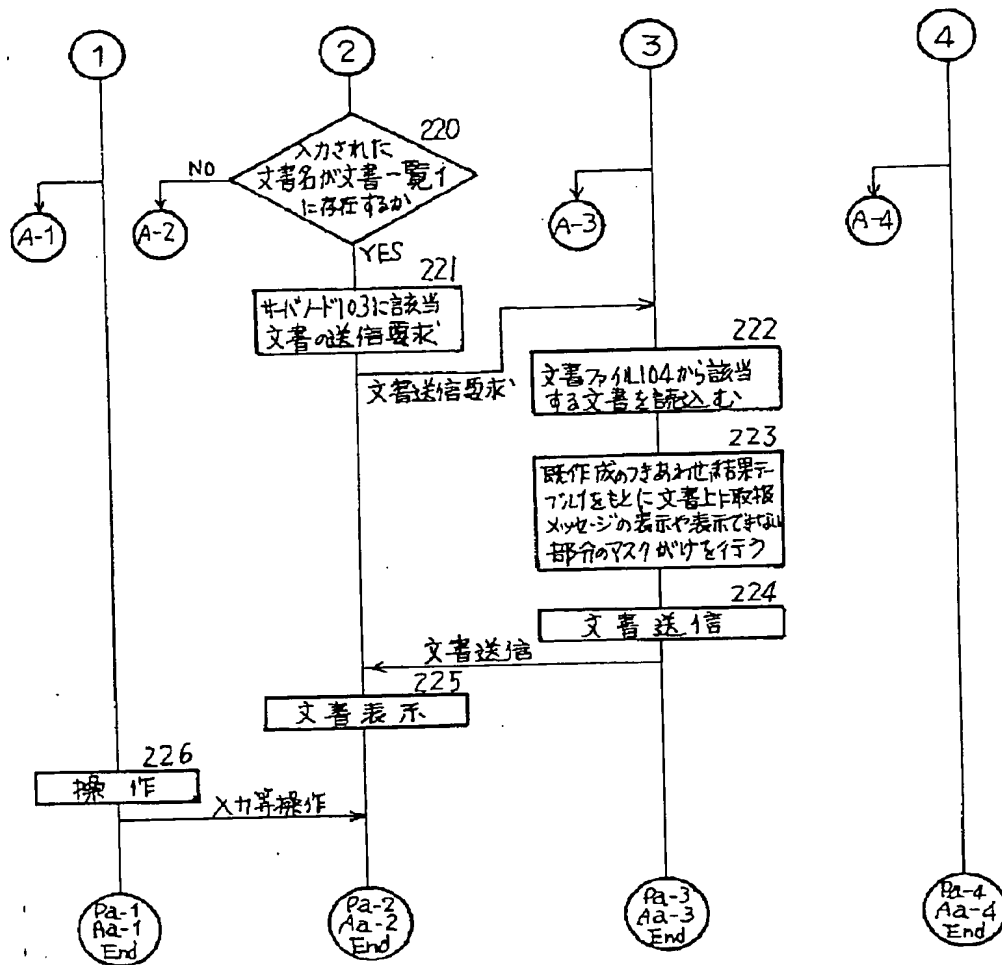 1
2
3
4
220
入力された
文書名が文書一覧イ
に存在するか
NO
YES
A-1
A-2
A-3
A-4
221
サーバノード103に該当
文書の送信要求
文書送信要求
222
文書ファイル104から該当
する文書を読込む
223
既作成のつきあわせ結果テー
ブル1をもとに文書上に取扱
メッセージの表示や表示できない
部分のマスクがけを行う
224
文書送信
文書送信
225
文書表示
226
操作
入力等操作
Pa-1
Aa-1
End
Pa-2
Aa-2
End
Pa-3
Aa-3
End
Pa-4
Aa-4
End